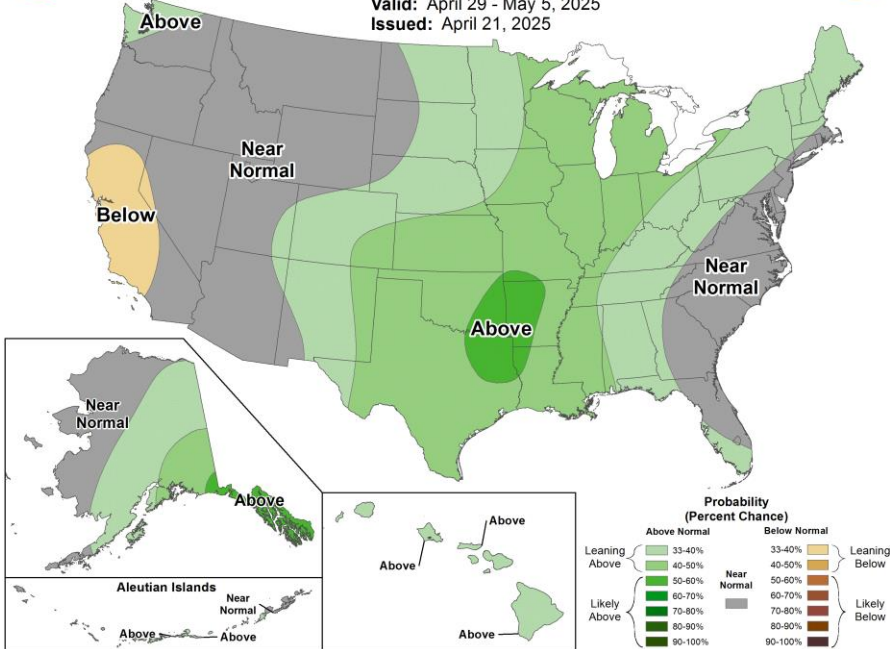 Valid: April 29 - May 5, 2025
Issued: April 21, 2025
Above
Near
Normal
Below
Near
Normal
Above
Near
Normal
Above
Above
Above
Above
Aleutian Islands
Near
Normal
Above
Above
Probability
(Percent Chance)
Above Normal
Below Normal
Leaning
Above
33-40%
40-50%
Likely
Above
50-60%
60-70%
70-80%
80-90%
90-100%
Near
Normal
33-40%
40-50%
Leaning
Below
50-60%
60-70%
70-80%
80-90%
90-100%
Likely
Below